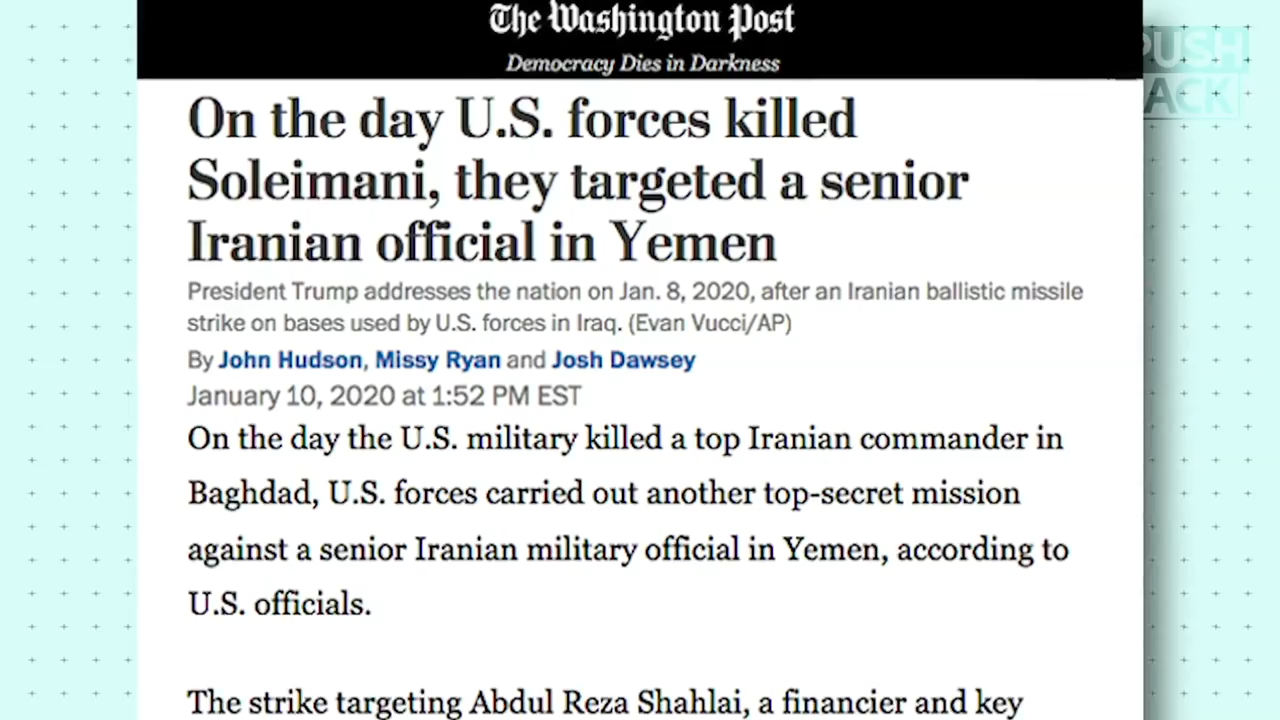 The Washington Post
Democracy Dies in Darkness
PUSH
BACK
On the day U.S. forces killed
Soleimani, they targeted a senior
Iranian official in Yemen
President Trump addresses the nation on Jan. 8, 2020, after an Iranian ballistic missile
strike on bases used by U.S. forces in Iraq. (Evan Vucci/AP)
By John Hudson, Missy Ryan and Josh Dawsey
January 10, 2020 at 1:52 PM EST
On the day the U.S. military killed a top Iranian commander in
Baghdad, U.S. forces carried out another top-secret mission
against a senior Iranian military official in Yemen, according to
U.S. officials.
The strike targeting Abdul Reza Shahlai, a financier and key